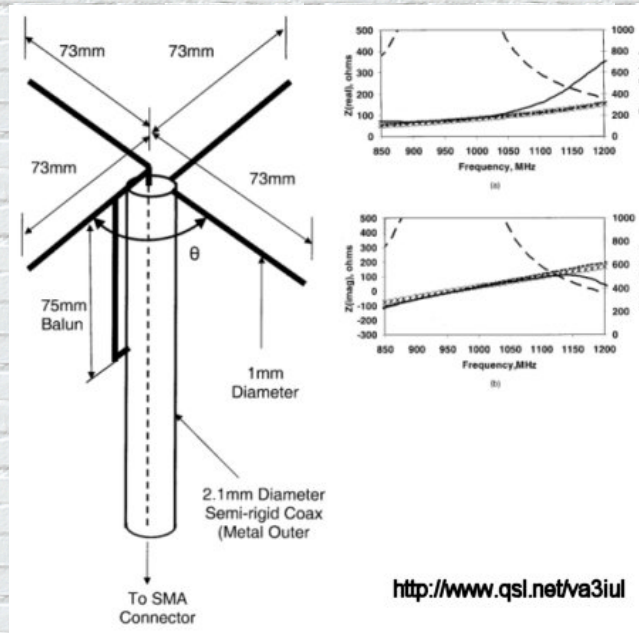 73mm
73mm
73mm
73mm
θ
75mm
Balun
1mm
Diameter
2.1mm Diameter
Semi-rigid Coax
(Metal Outer
To SMA
Connector
Z(real), ohms
500
400
300
200
100
0
1000
800
600
400
200
0
850 900 950 1000 1050 1100 1150 1200
Frequency, MHz
(a)
Z(imag), ohms
500
400
300
200
100
0
-100
-200
-300
1000
800
600
400
200
0
850 900 950 1000 1050 1100 1150 1200
Frequency,MHz
(b)
http://www.qsl.net/va3iul